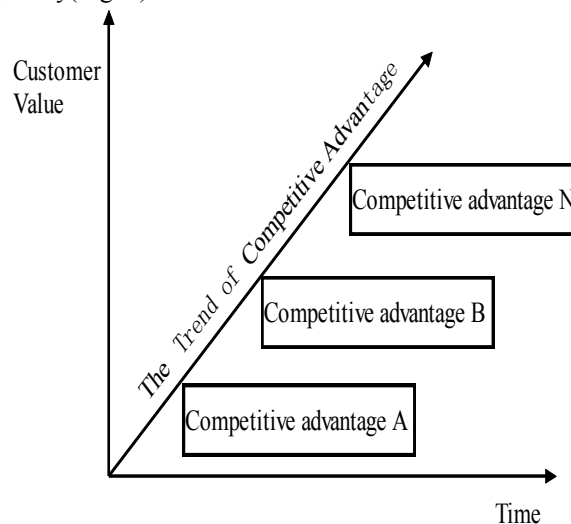 Customer
Value
The Trend of Competitive Advantage
Competitive advantage N
Competitive advantage B
Competitive advantage A
Time